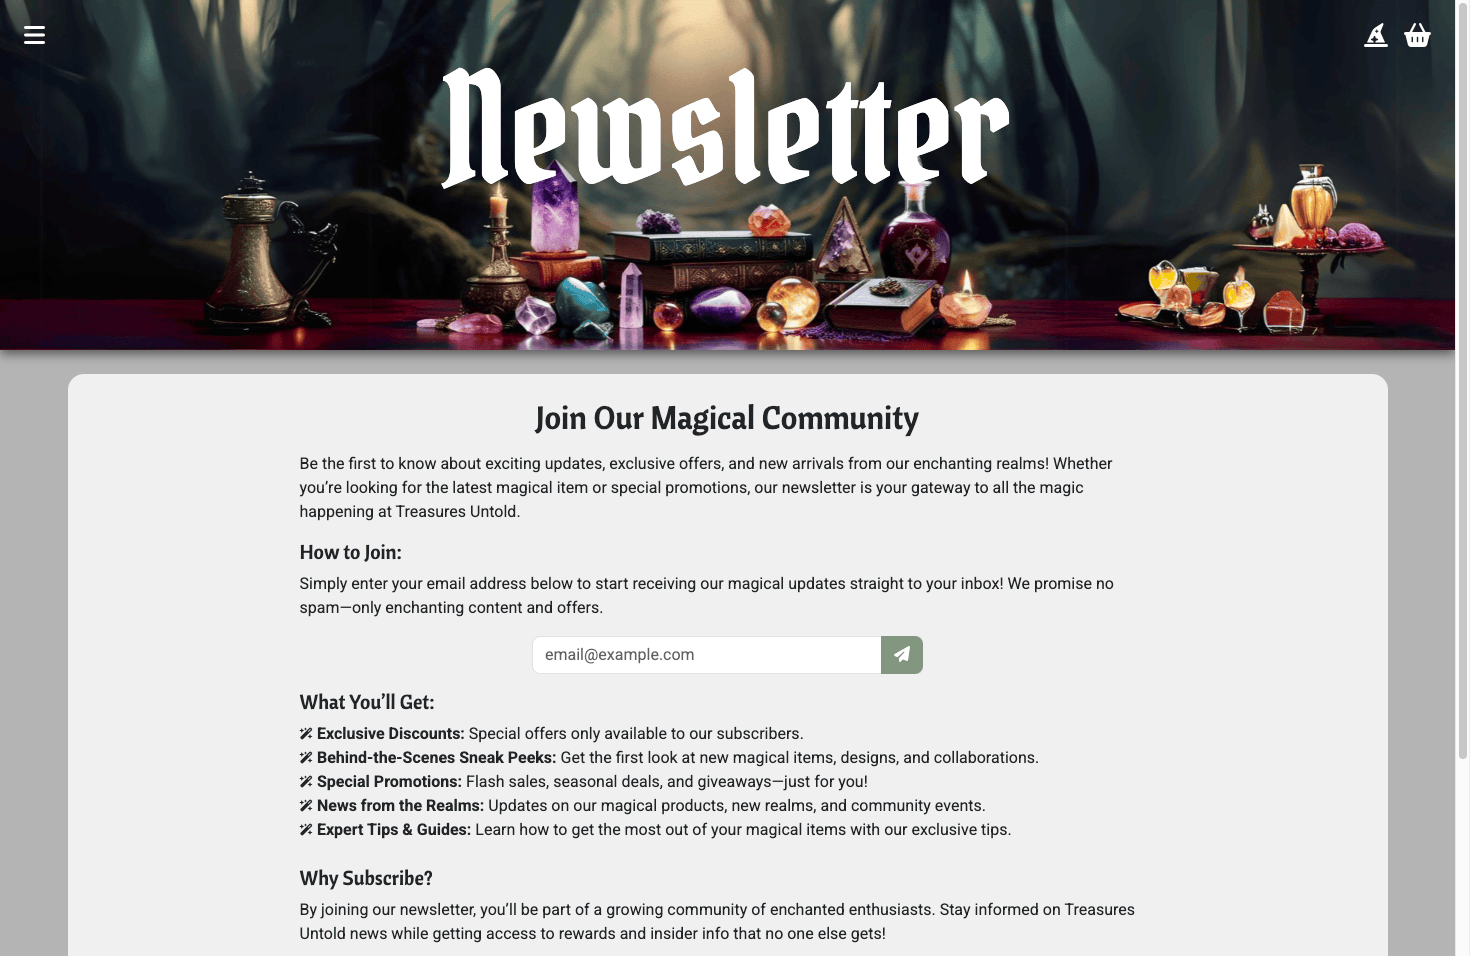 Newsletter
Join Our Magical Community
Be the first to know about exciting updates, exclusive offers, and new arrivals from our enchanting realms! Whether
you’re looking for the latest magical item or special promotions, our newsletter is your gateway to all the magic
happening at Treasures Untold.
How to Join:
Simply enter your email address below to start receiving our magical updates straight to your inbox! We promise no
spam—only enchanting content and offers.
email@example.com
What You’ll Get:
Exclusive Discounts: Special offers only available to our subscribers.
Behind-the-Scenes Sneak Peeks: Get the first look at new magical items, designs, and collaborations.
Special Promotions: Flash sales, seasonal deals, and giveaways—just for you!
News from the Realms: Updates on our magical products, new realms, and community events.
Expert Tips & Guides: Learn how to get the most out of your magical items with our exclusive tips.
Why Subscribe?
By joining our newsletter, you’ll be part of a growing community of enchanted enthusiasts. Stay informed on Treasures
Untold news while getting access to rewards and insider info that no one else gets!